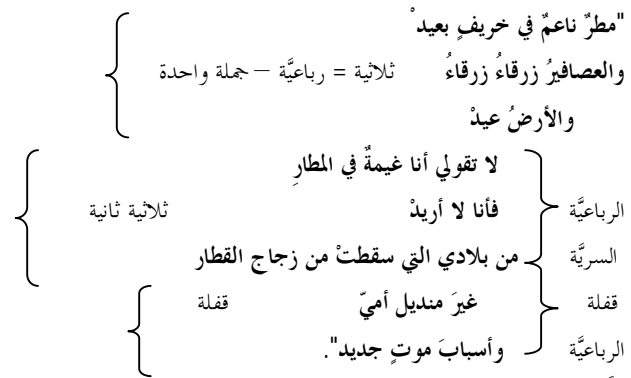 "مطرٌ ناعمٌ في خريفٍ بعيدْ
والعصافيرُ زرقاءُ زرقاءُ ثلاثية = رباعيَّة – جملة واحدة
والأرضُ عيدْ
لا تقولي أنا غيمةٌ في المطارِ
الرباعيَّة فأنا لا أريدْ ثلاثية ثانية
السريَّة من بلادي التي سقطتْ من زجاج القطار
قفلة غيرَ منديل أميّ قفلة
الرباعيَّة وأسبابَ موتٍ جديد".